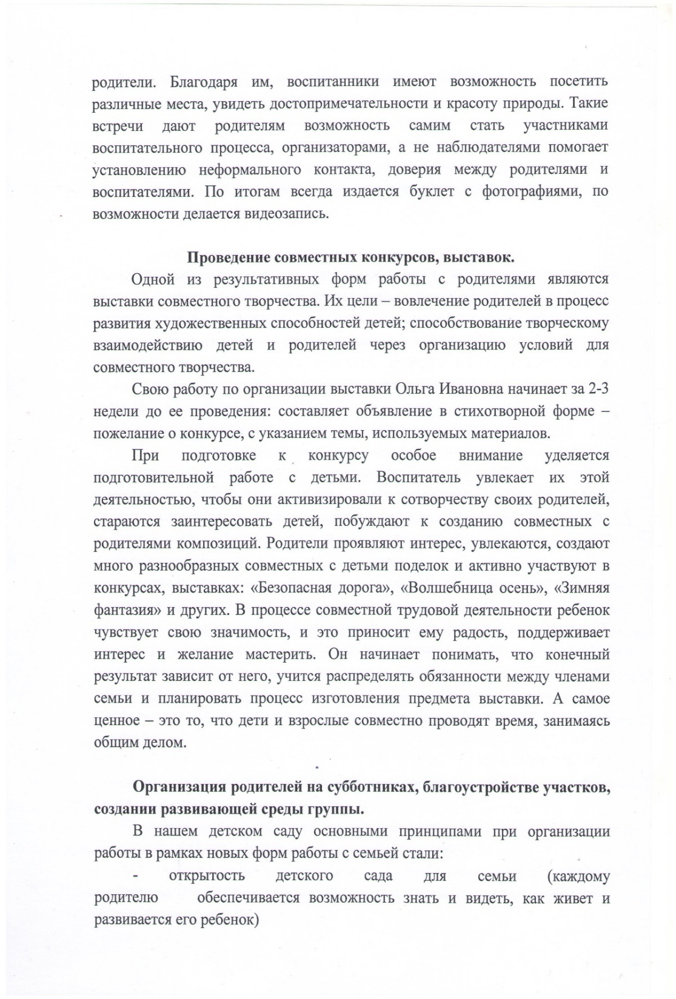 родители. Благодаря им, воспитанники имеют возможность посетить
различные места, увидеть достопримечательности и красоту природы. Такие
встречи дают родителям возможность самим стать участниками
воспитательного процесса, организаторами, а не наблюдателями помогает
установлению неформального контакта, доверия между родителями и
воспитателями. По итогам всегда издается буклет с фотографиями, по
возможности делается видеозапись.
Проведение совместных конкурсов, выставок.
Одной из результативных форм работы с родителями являются
выставки совместного творчества. Их цели – вовлечение родителей в процесс
развития художественных способностей детей; способствование творческому
взаимодействию детей и родителей через организацию условий для
совместного творчества.
Свою работу по организации выставки Ольга Ивановна начинает за 2-3
недели до ее проведения: составляет объявление в стихотворной форме –
пожелание о конкурсе, с указанием темы, используемых материалов.
При подготовке к конкурсу особое внимание уделяется
подготовительной работе с детьми. Воспитатель увлекает их этой
деятельностью, чтобы они активизировали к сотворчеству своих родителей,
стараются заинтересовать детей, побуждают к созданию совместных с
родителями композиций. Родители проявляют интерес, увлекаются, создают
много разнообразных совместных с детьми поделок и активно участвуют в
конкурсах, выставках: «Безопасная дорога», «Волшебница осень», «Зимняя
фантазия» и других. В процессе совместной трудовой деятельности ребенок
чувствует свою значимость, и это приносит ему радость, поддерживает
интерес и желание мастерить. Он начинает понимать, что конечный
результат зависит от него, учится распределять обязанности между членами
семьи и планировать процесс изготовления предмета выставки. А самое
ценное – это то, что дети и взрослые совместно проводят время, занимаясь
общим делом.
Организация родителей на субботниках, благоустройстве участков,
создании развивающей среды группы.
В нашем детском саду основными принципами при организации
работы в рамках новых форм работы с семьей стали:
- открытость детского сада для семьи (каждому
родителю обеспечивается возможность знать и видеть, как живет и
развивается его ребенок)